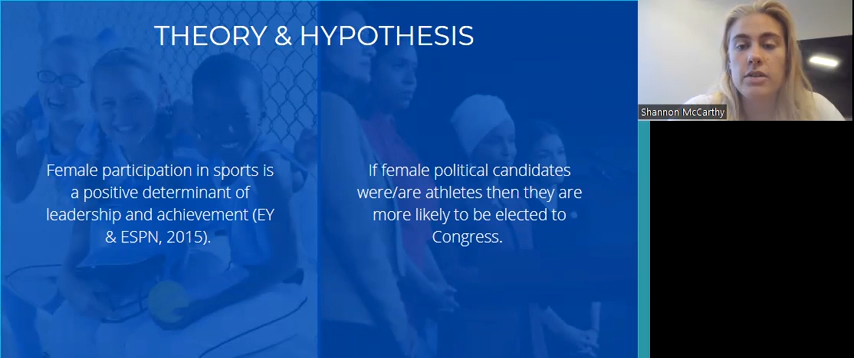 THEORY & HYPOTHESIS
Female participation in sports is
a positive determinant of
leadership and achievement (EY
& ESPN, 2015).
If female political candidates
were/are athletes then they are
more likely to be elected to
Congress.
Shannon McCarthy